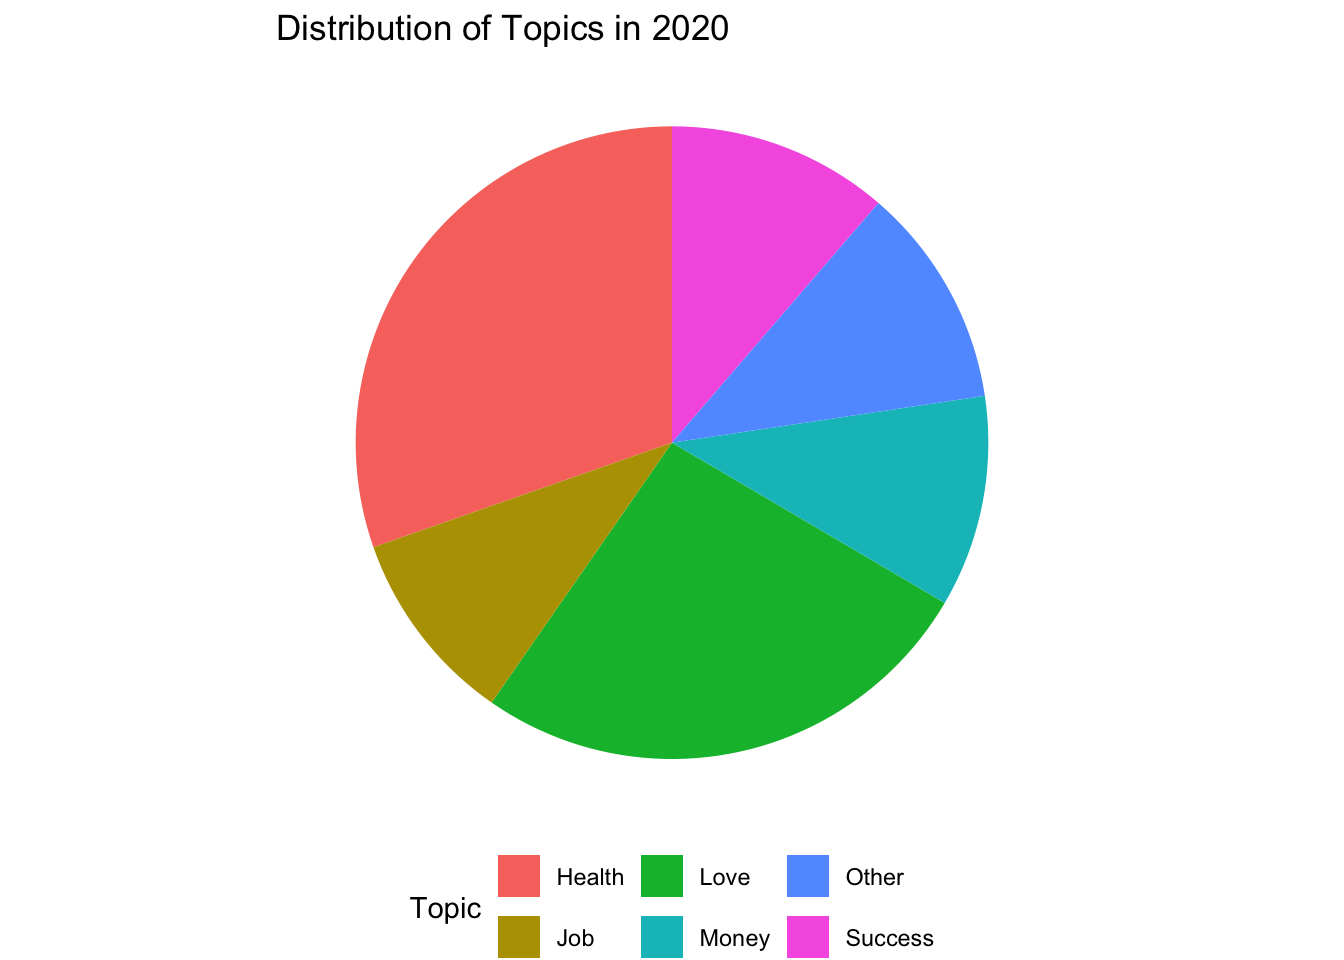 Distribution of Topics in 2020
Topic
Health
Love
Other
Job
Money
Success